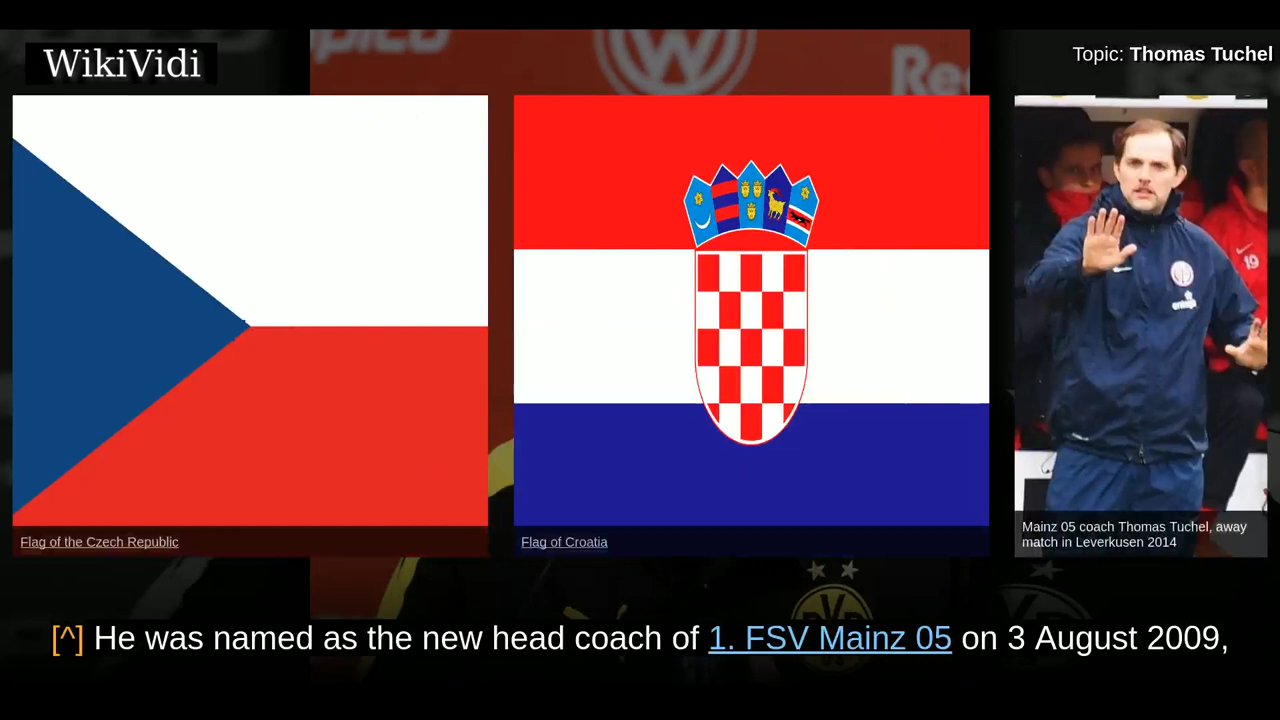 WikiVidi
Topic: Thomas Tuchel
Flag of the Czech Republic
Flag of Croatia
19
Mainz 05 coach Thomas Tuchel, away
match in Leverkusen 2014
[^] He was named as the new head coach of 1. FSV Mainz 05 on 3 August 2009,